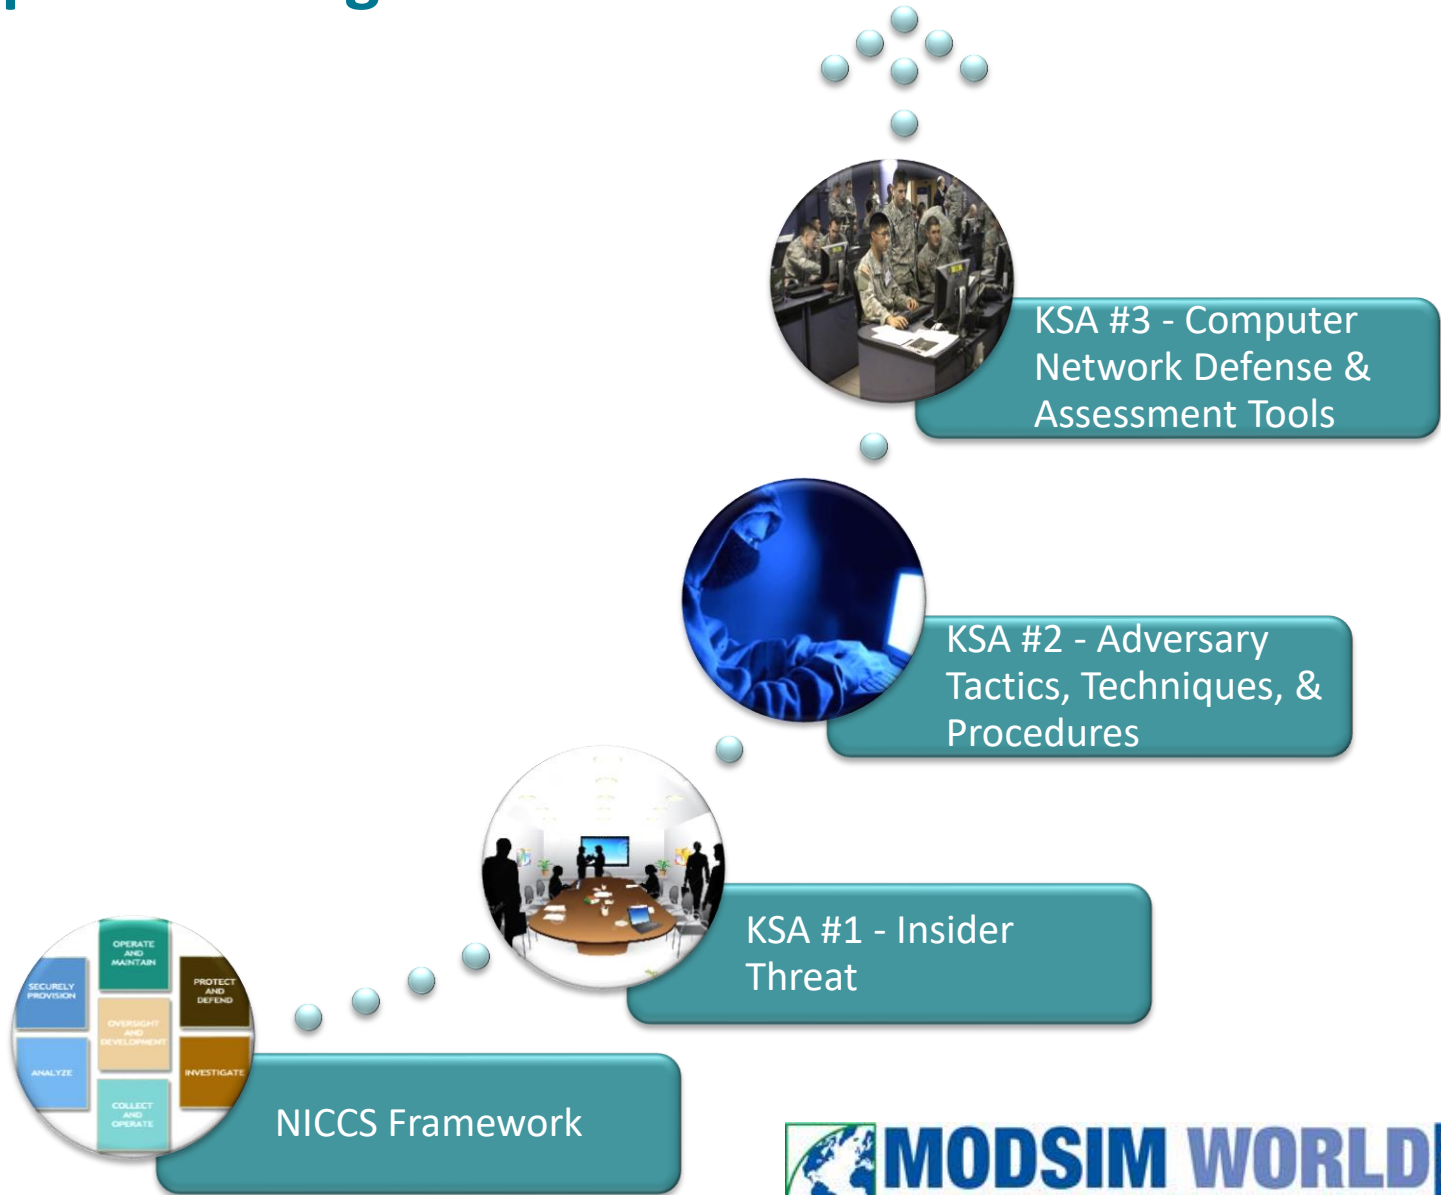 KSA #3 - Computer
Network Defense &
Assessment Tools
KSA #2 - Adversary
Tactics, Techniques, &
Procedures
KSA #1 - Insider
Threat
OPERATE
AND
MAINTAIN
SECURELY
PROVISION
PROTECT
AND
DEFEND
OVERSIGHT
AND
DEVELOPMENT
ANALYZE
INVESTIGATE
COLLECT
AND
OPERATE
NICCS Framework
MODSIM WORLD